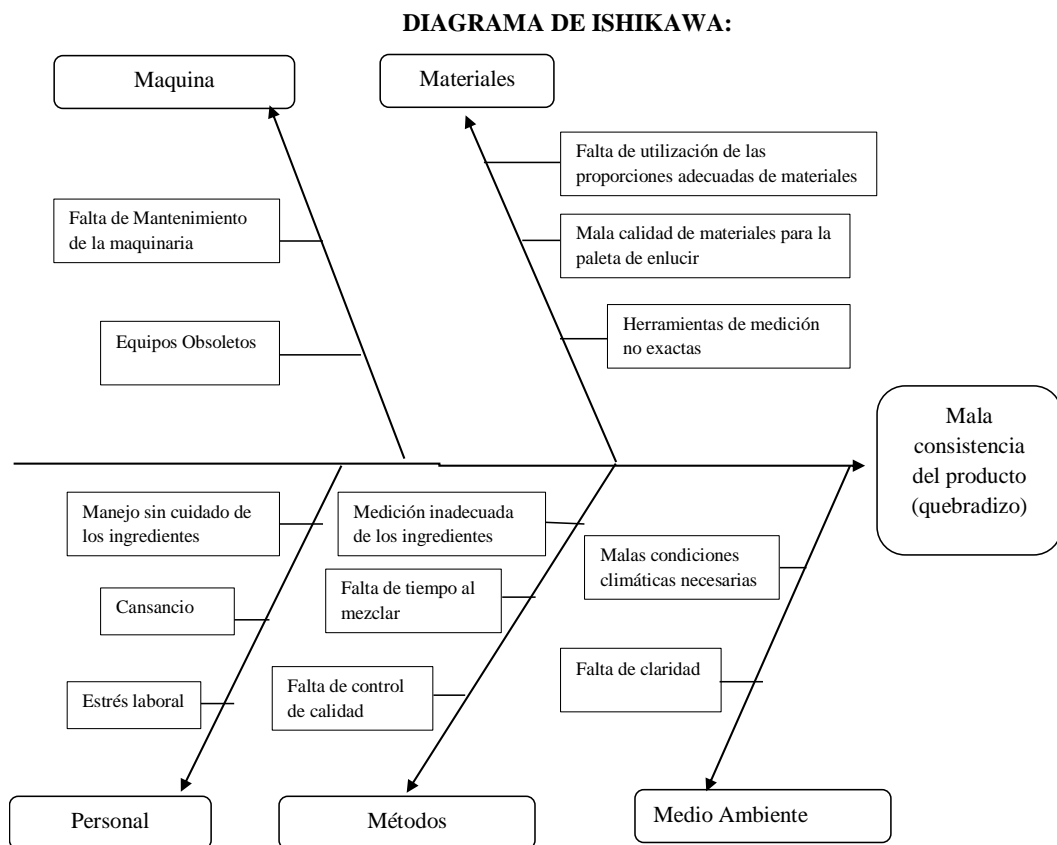 DIAGRAMA DE ISHIKAWA:
Maquina
Materiales
Falta de utilización de las
proporciones adecuadas de materiales
Falta de Mantenimiento
de la maquinaria
Mala calidad de materiales para la
paleta de enlucir
Equipos Obsoletos
Herramientas de medición
no exactas
Mala
consistencia
del producto
(quebradizo)
Manejo sin cuidado de
los ingredientes
Medición inadecuada
de los ingredientes
Malas condiciones
climáticas necesarias
Cansancio
Falta de tiempo al
mezclar
Estrés laboral
Falta de control
de calidad
Falta de claridad
Personal
Métodos
Medio Ambiente